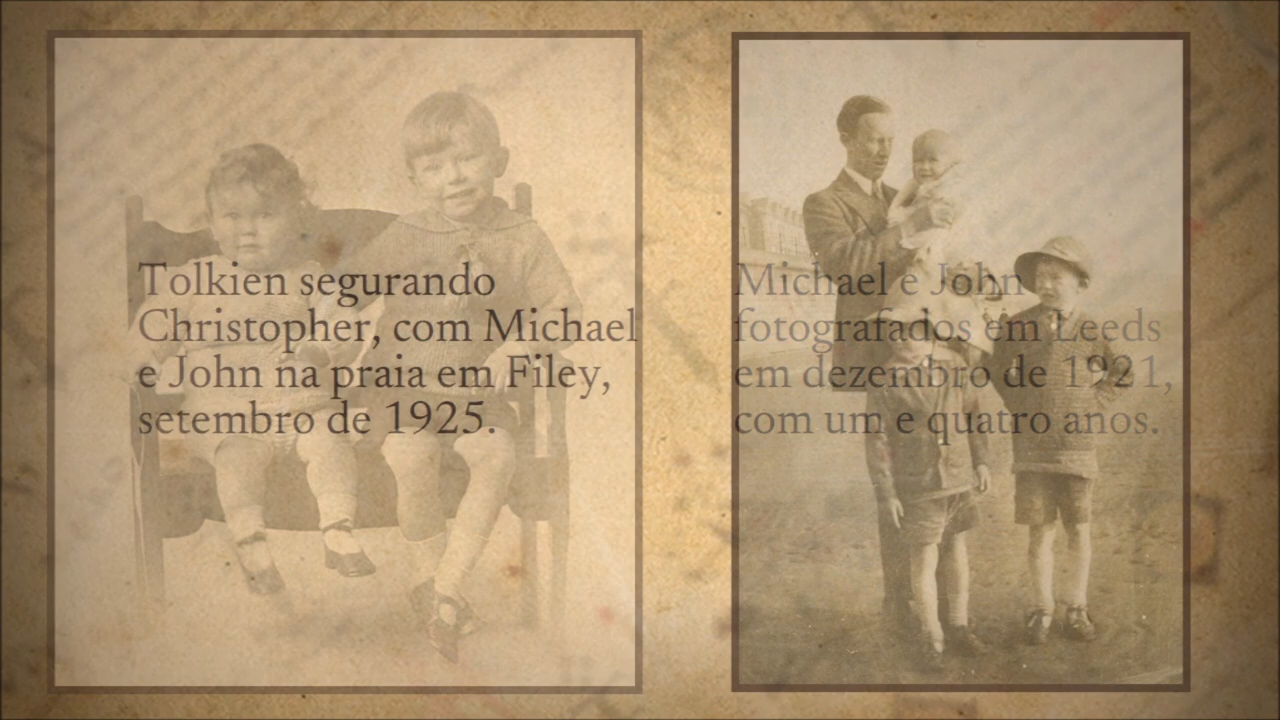 Tolkien segurando
Christopher, com Michael
e John na praia em Filey,
setembro de 1925.
Michael e John
fotografados em Leeds
em dezembro de 1921,
com um e quatro anos.